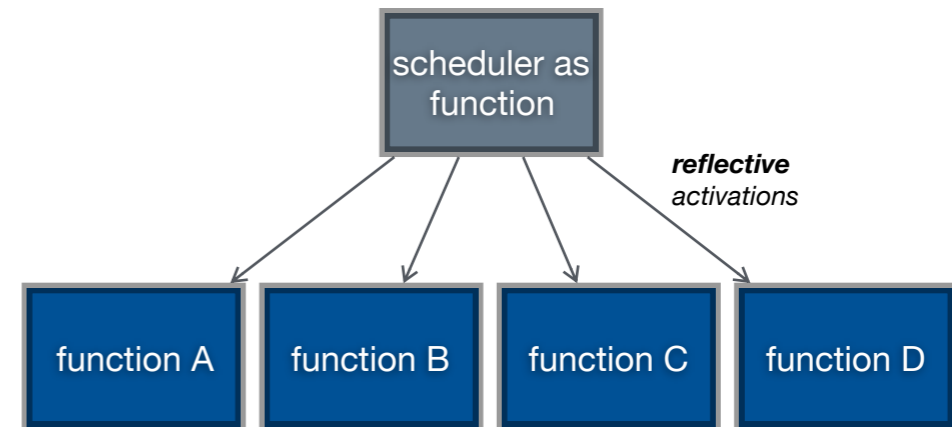 scheduler as
function
reflective
activations
function A
function B
function C
function D